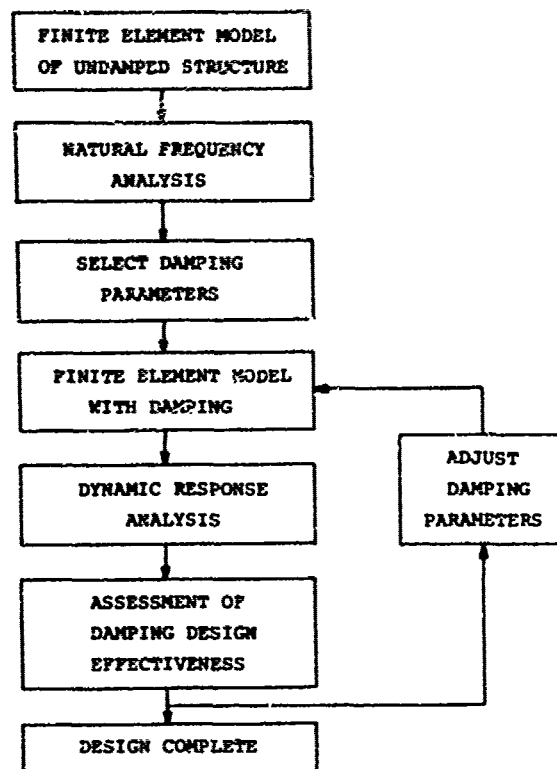 FINITE ELEMENT MODEL
OF UNDAMPED STRUCTURE
NATURAL FREQUENCY
ANALYSIS
SELECT DAMPING
PARAMETERS
FINITE ELEMENT MODEL
WITH DAMPING
DYNAMIC RESPONSE
ANALYSIS
ASSESSMENT OF
DAMPING DESIGN
EFFECTIVENESS
DESIGN COMPLETE
ADJUST
DAMPING
PARAMETERS